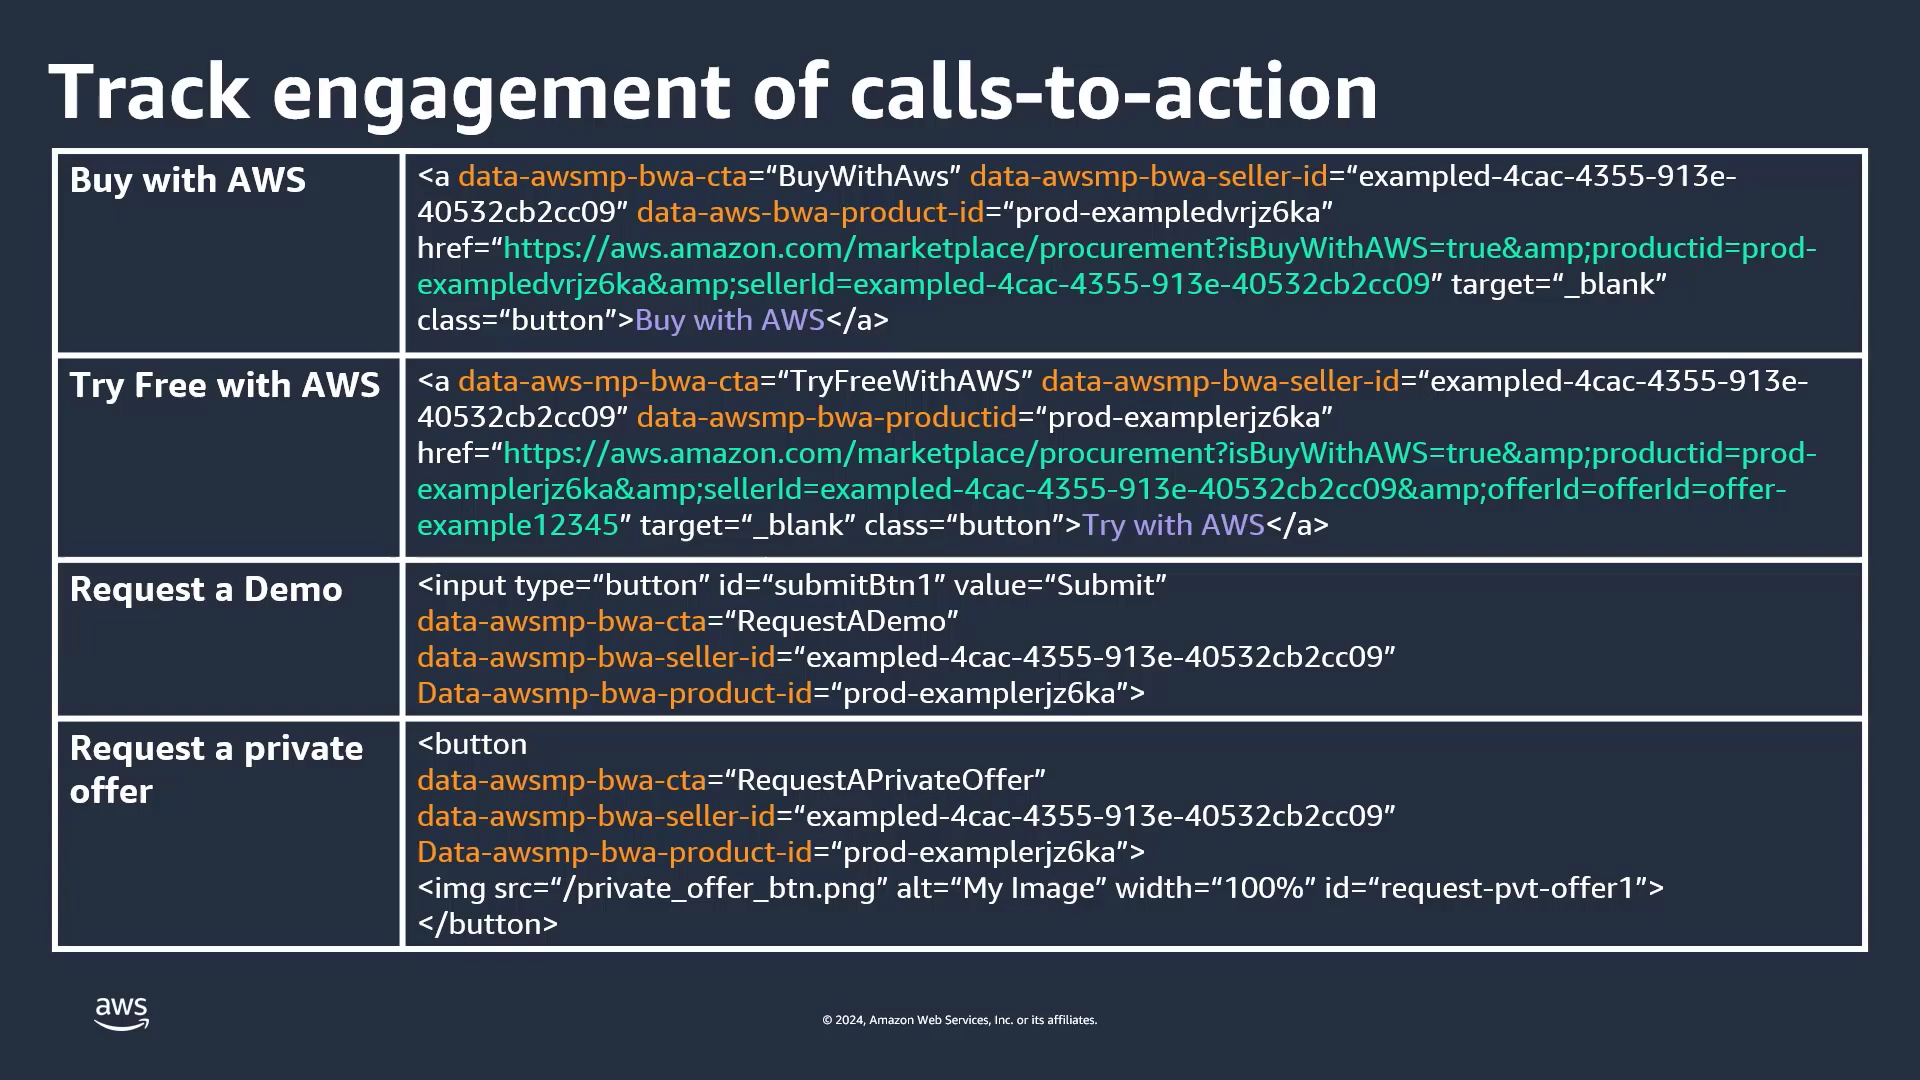 Track engagement of calls-to-action
Buy with AWS
<a data-awsmp-bwa-cta=“BuyWithAws” data-awsmp-bwa-seller-id=“exampled-4cac-4355-913e-
40532cb2cc09” data-aws-bwa-product-id=“prod-exampledvrjz6ka”
href=“https://aws.amazon.com/marketplace/procurement?isBuyWithAWS=true&amp;productid=prod-
exampledvrjz6ka&amp;sellerId=exampled-4cac-4355-913e-40532cb2cc09” target=“_blank”
class=“button”>Buy with AWS</a>
Try Free with AWS
<a data-aws-mp-bwa-cta=“TryFreeWithAWS” data-awsmp-bwa-seller-id=“exampled-4cac-4355-913e-
40532cb2cc09” data-awsmp-bwa-productid=“prod-examplerjz6ka”
href=“https://aws.amazon.com/marketplace/procurement?isBuyWithAWS=true&amp;productid=prod-
examplerjz6ka&amp;sellerId=exampled-4cac-4355-913e-40532cb2cc09&amp;offerId=offerId=offer-
example12345” target=“_blank” class=“button”>Try with AWS</a>
Request a Demo
<input type=“button” id=“submitBtn1” value=“Submit”
data-awsmp-bwa-cta=“RequestADemo”
data-awsmp-bwa-seller-id=“exampled-4cac-4355-913e-40532cb2cc09”
Data-awsmp-bwa-product-id=“prod-examplerjz6ka”>
Request a private
offer
<button
data-awsmp-bwa-cta=“RequestAPrivateOffer”
data-awsmp-bwa-seller-id=“exampled-4cac-4355-913e-40532cb2cc09”
Data-awsmp-bwa-product-id=“prod-examplerjz6ka”>
<img src=“/private_offer_btn.png” alt=“My Image” width=“100%” id=“request-pvt-offer1”>
</button>
aws
© 2024, Amazon Web Services, Inc. or its affiliates.